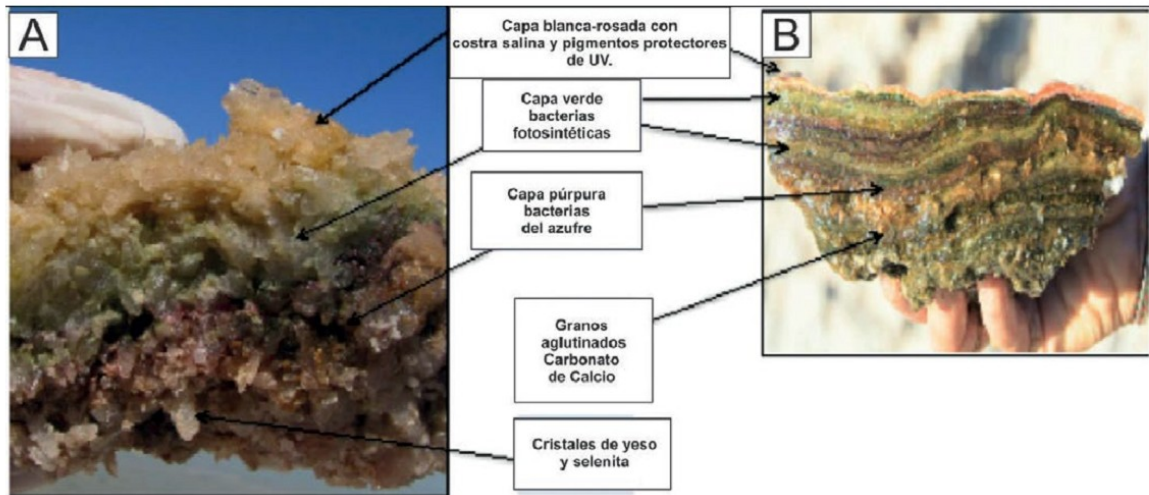 A
Capa blanca-rosada con
costra salina y pigmentos protectores
de UV.
B
Capa verde
bacterias
fotosintéticas
Capa púrpura
bacterias
del azufre
Granos
aglutinados
Carbonato
de Calcio
Cristales de yeso
y selenita